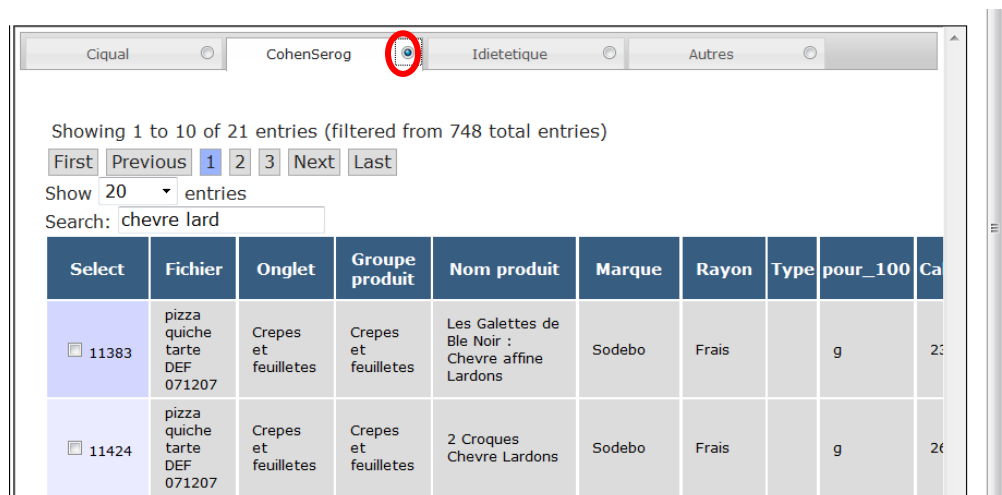 Ciqual CohenSerog Idietetique Autres
Showing 1 to 10 of 21 entries (filtered from 748 total entries)
First Previous 1 2 3 Next Last
Show 20 entries
Search: chevre lard
Select Fichier Onglet Groupe produit Nom produit Marque Rayon Type pour_100 Ca
11383
pizza
quiche
tarte
DEF
071207
Crepes
et
feuilletes
Crepes
et
feuilletes
Les Galettes de
Ble Noir :
Chevre affine
Lardons
Sodebo
Frais
g
23
11424
pizza
quiche
tarte
DEF
071207
Crepes
et
feuilletes
Crepes
et
feuilletes
2 Croques
Chevre Lardons
Sodebo
Frais
g
26